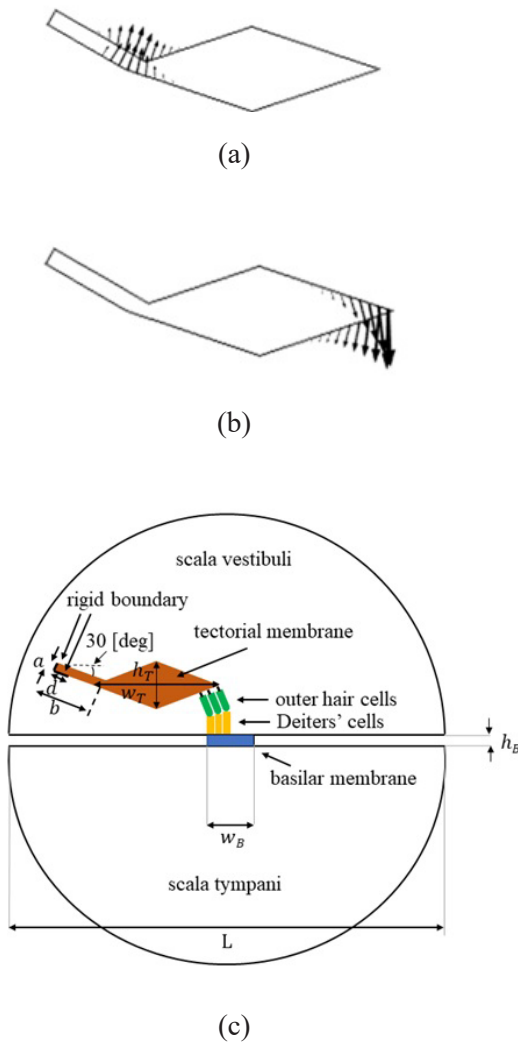 (a)
(b)
scala vestibuli
rigid boundary
30 [deg]
tectorial membrane
a
h_T
d
w_T
b
outer hair cells
Deiters' cells
h_B
basilar membrane
w_B
scala tympani
L
(c)